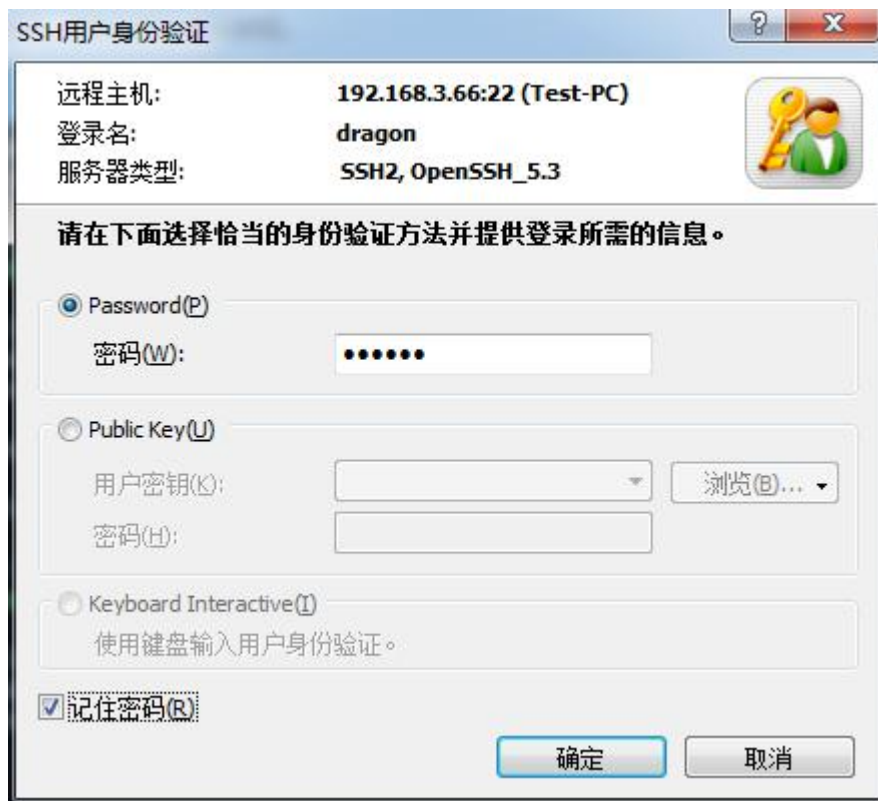 SSH用户身份验证
远程主机: 192.168.3.66:22 (Test-PC)
登录名: dragon
服务器类型: SSH2, OpenSSH_5.3
请在下面选择恰当的身份验证方法并提供登录所需的信息。
Password(P)
密码(W): ••••••
Public Key(U)
用户密钥(K): 浏览(B)...
密码(H):
Keyboard Interactive(I)
使用键盘输入用户身份验证。
记住密码(R)
确定 取消